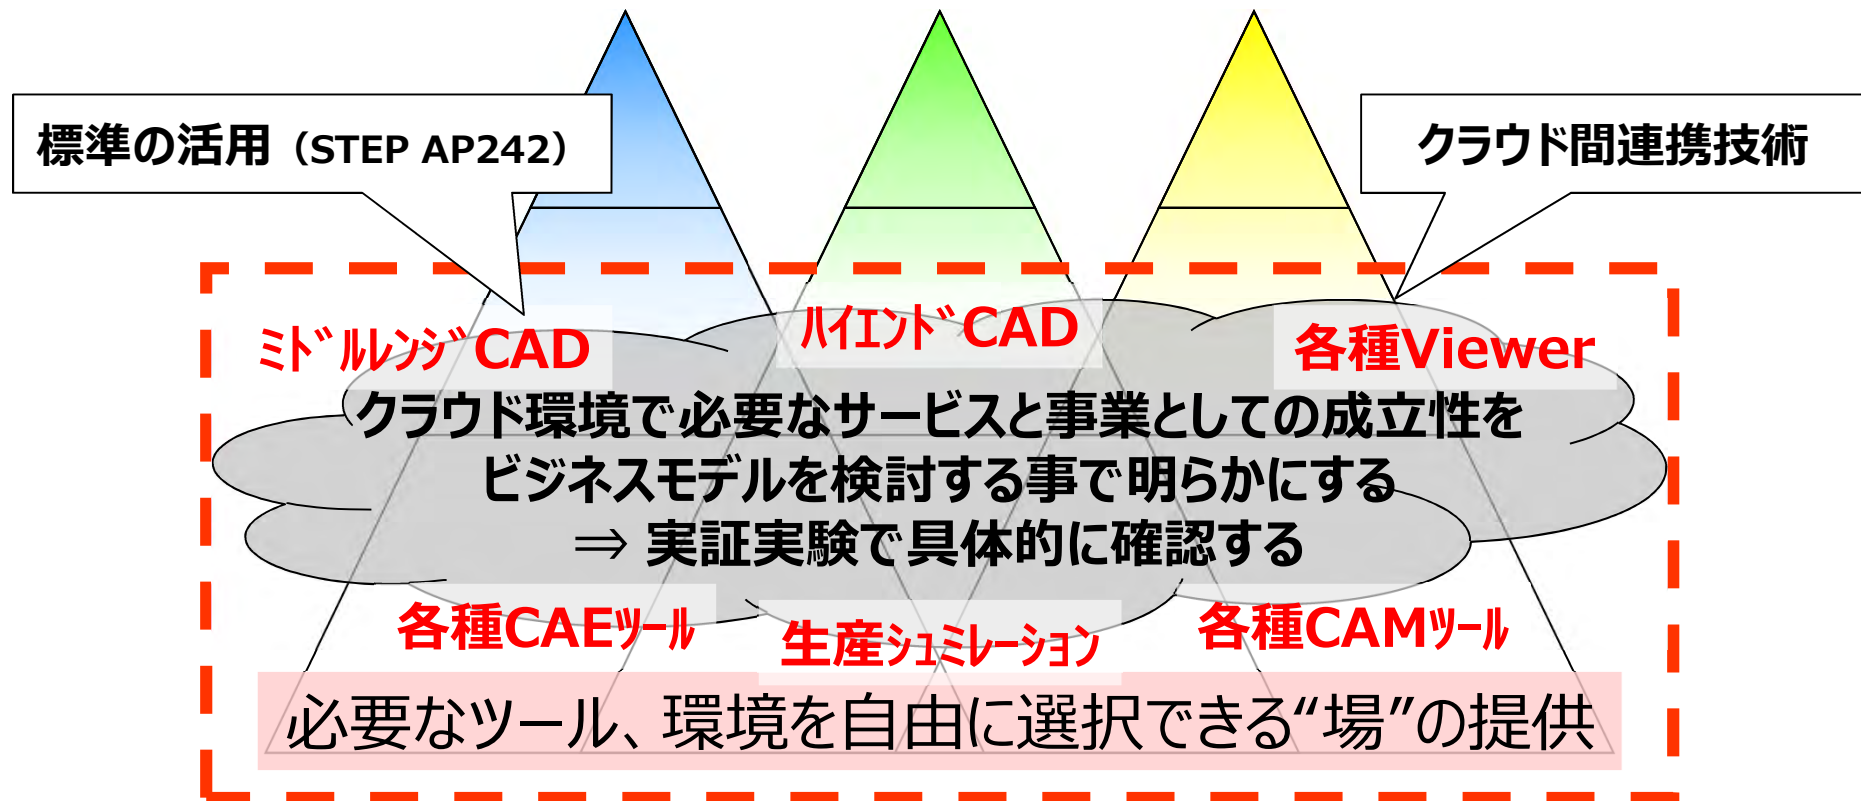 標準の活用（STEP AP242）
クラウド間連携技術
ﾐﾄﾞﾙﾚﾝｼﾞCAD
ﾊｲｴﾝﾄﾞCAD
各種Viewer
クラウド環境で必要なサービスと事業としての成立性を
ビジネスモデルを検討する事で明らかにする
⇒ 実証実験で具体的に確認する
各種CAEﾂｰﾙ
生産ｼｭﾐﾚｰｼｮﾝ
各種CAMﾂｰﾙ
必要なツール、環境を自由に選択できる“場”の提供